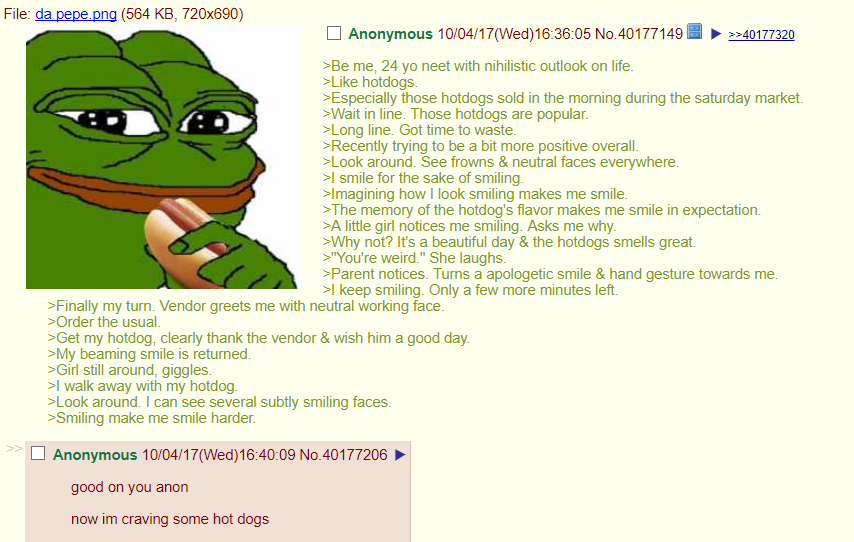 File: da pepe.png (564 KB, 720x690)
Anonymous 10/04/17(Wed)16:36:05 No.40177149 ▶ >>40177320
>Be me, 24 yo neet with nihilistic outlook on life.
>Like hotdogs.
>Especially those hotdogs sold in the morning during the saturday market.
>Wait in line. Those hotdogs are popular.
>Long line. Got time to waste.
>Recently trying to be a bit more positive overall.
>Look around. See frowns & neutral faces everywhere.
>I smile for the sake of smiling.
>Imagining how I look smiling makes me smile.
>The memory of the hotdog's flavor makes me smile in expectation.
>A little girl notices me smiling. Asks me why.
>Why not? It's a beautiful day & the hotdogs smells great.
>"You're weird." She laughs.
>Parent notices. Turns a apologetic smile & hand gesture towards me.
>I keep smiling. Only a few more minutes left.
>Finally my turn. Vendor greets me with neutral working face.
>Order the usual.
>Get my hotdog, clearly thank the vendor & wish him a good day.
>My beaming smile is returned.
>Girl still around, giggles.
>I walk away with my hotdog.
>Look around. I can see several subtly smiling faces.
>Smiling make me smile harder.
>> Anonymous 10/04/17(Wed)16:40:09 No.40177206 ▶
good on you anon
now im craving some hot dogs